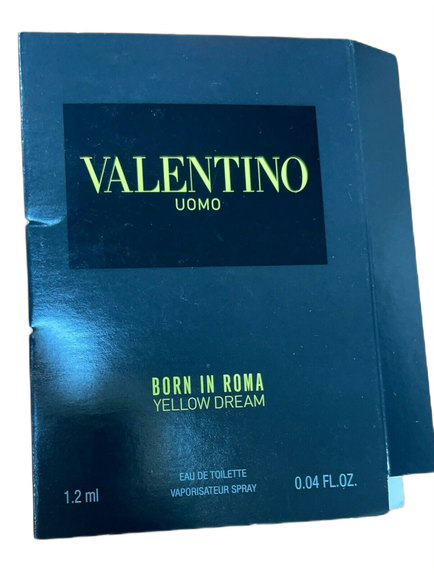 VALENTINO
UOMO
BORN IN ROMA
YELLOW DREAM
EAU DE TOILETTE
1.2 ml VAPORISATEUR SPRAY 0.04 FL.OZ.